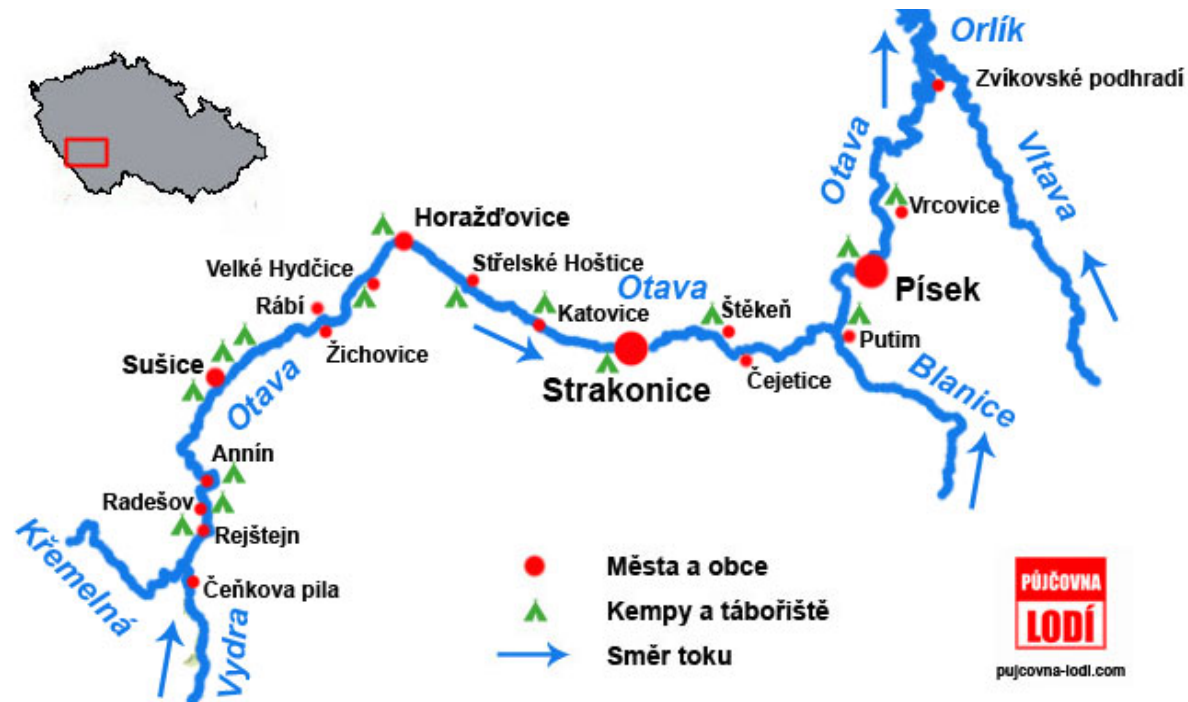 Orlík
Zvíkovské podhradí
Otava
Vltava
Vrcovice
Horažďovice
Velké Hydčice
Střelské Hoštice
Rábí
Otava
Písek
Katovice
Štěkeň
Žichovice
Putim
Sušice
Čejetice
Strakonice
Blanice
Otava
Annín
Radešov
Rejštejn
Křemelná
Čeňkova pila
Vydra
Města a obce
Kempy a tábořiště
Směr toku
PŮJČOVNA
LODÍ
pujcovna-lodi.com